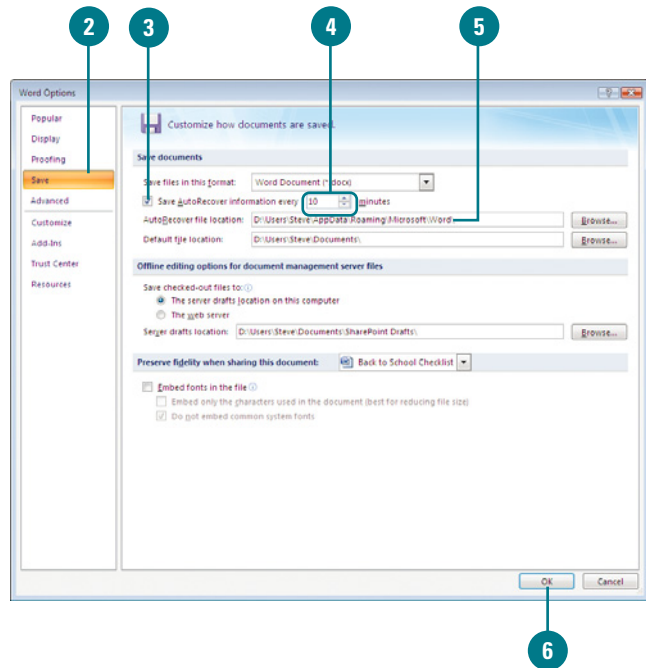 2
3
4
5
Word Options
Popular
Display
Proofing
Save
Advanced
Customize
Add-Ins
Trust Center
Resources
Customize how documents are saved.
Save documents
Save files in this format: Word Document (*.docx)
Save AutoRecover information every 10 minutes
AutoRecover file location: D:\Users\Steve\AppData\Roaming\Microsoft\Word\ Browse...
Default file location: D:\Users\Steve\Documents\ Browse...
Offline editing options for document management server files
Save checked-out files to:
The server drafts location on this computer
The web server
Server drafts location: D:\Users\Steve\Documents\SharePoint Drafts\ Browse...
Preserve fidelity when sharing this document: Back to School Checklist
Embed fonts in the file
Embed only the characters used in the document (best for reducing file size)
Do not embed common system fonts
OK Cancel
6